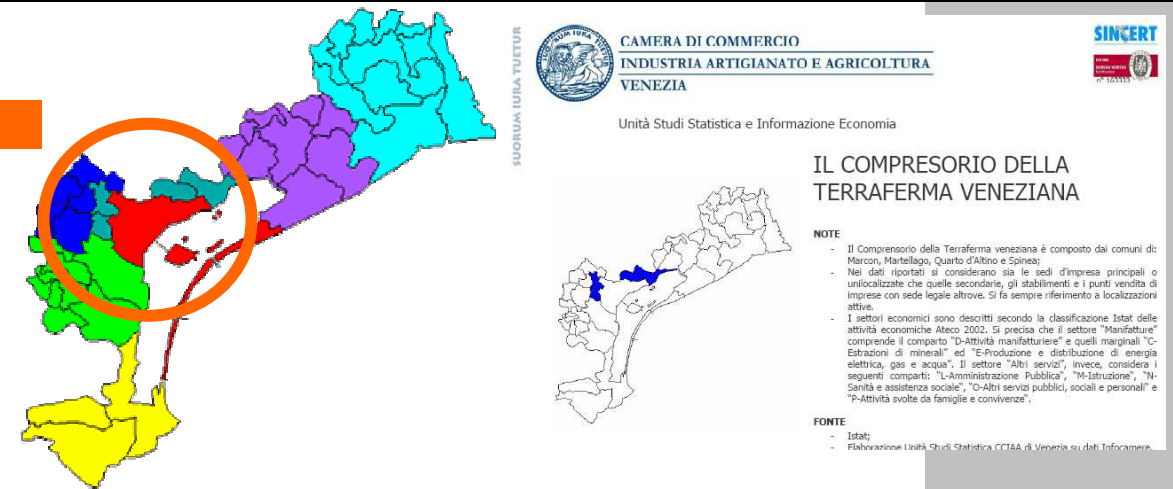 SUORUM IURA TUETUR
CAMERA DI COMMERCIO
INDUSTRIA ARTIGIANATO E AGRICOLTURA
VENEZIA
SINCERT
Unità Studi Statistica e Informazione Economia
IL COMPRESORIO DELLA
TERRAFERMA VENEZIANA
NOTE
- Il Comprensorio della Terraferma veneziana è composto dai comuni di:
Marcon, Martellago, Quarto d'Altino e Spinea;
- Nei dati riportati si considerano sia le sedi d'impresa principali o
unilocalizzate che quelle secondarie, gli stabilimenti e i punti vendita di
imprese con sede legale altrove. Si fa sempre riferimento a localizzazioni
attive.
- I settori economici sono descritti secondo la classificazione Istat delle
attività economiche Ateco 2002. Si precisa che il settore "Manifatture"
comprende il comparto "D-Attività manifatturiere" e quelli marginali "C-
Estrazioni di minerali" ed "E-Produzione e distribuzione di energia
elettrica, gas e acqua". Il settore "Altri servizi", invece, considera i
seguenti comparti: "L-Amministrazione Pubblica", "M-Istruzione", "N-
Sanità e assistenza sociale", "O-Altri servizi pubblici, sociali e personali" e
"P-Attività svolte da famiglie e convivenze".
FONTE
- Istat;
- Elaborazione Unità Studi Statistica CCIAA di Venezia su dati Infocamere.